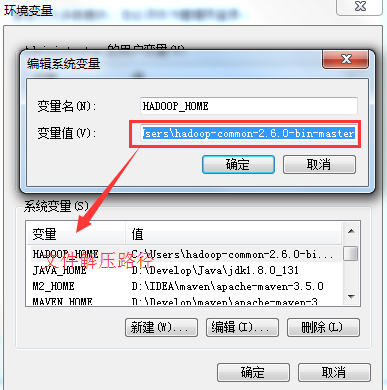 环境变量
编辑系统变量
变量名(N):
HADOOP_HOME
变量值(V):
sers\hadoop-common-2.6.0-bin-master
确定
取消
系统变量(S)
变量
值
HADOOP_HOME
C:\Users\hadoop-common-2.6.0-bi...
文件解压路径
JAVA_HOME
D:\Develop\Java\jdk1.8.0_131
M2_HOME
D:\IDEA\maven\apache-maven-3.5.0
MAVEN_HOME
D:\Develop\maven\apache-maven-3
新建(W)...
编辑(I)...
删除(L)
确定
取消